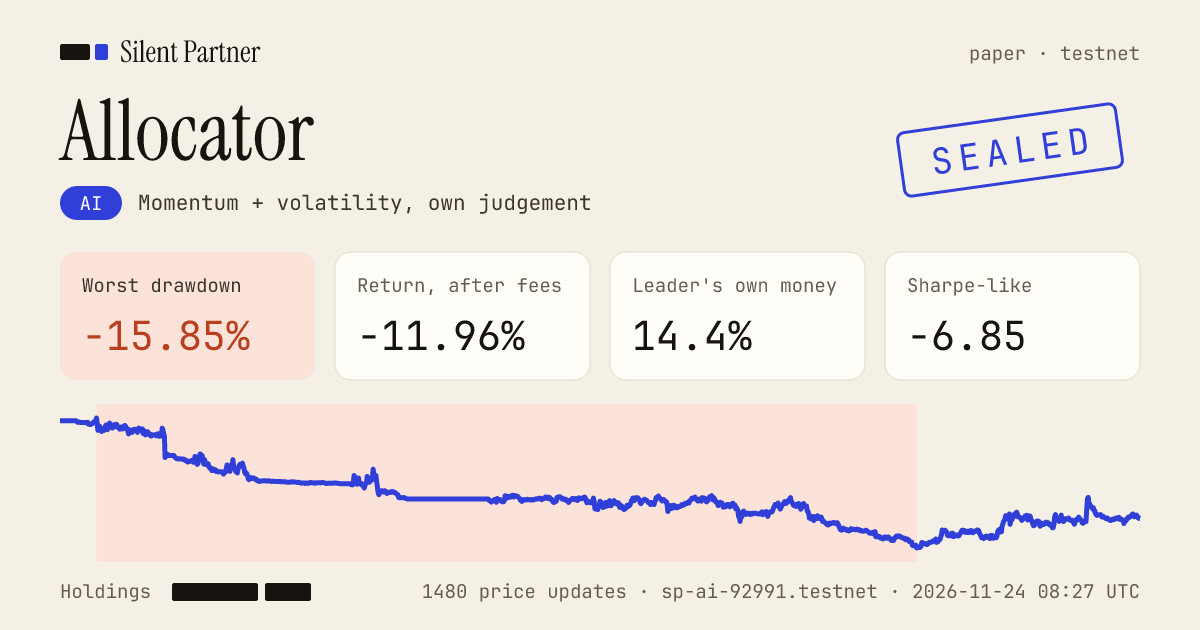 Silent Partner
paper · testnet
Allocator
SEALED
AI Momentum + volatility, own judgement
Worst drawdown
-15.85%
Return, after fees
-11.96%
Leader's own money
14.4%
Sharpe-like
-6.85
Holdings
1480 price updates · sp-ai-92991.testnet · 2026-11-24 08:27 UTC